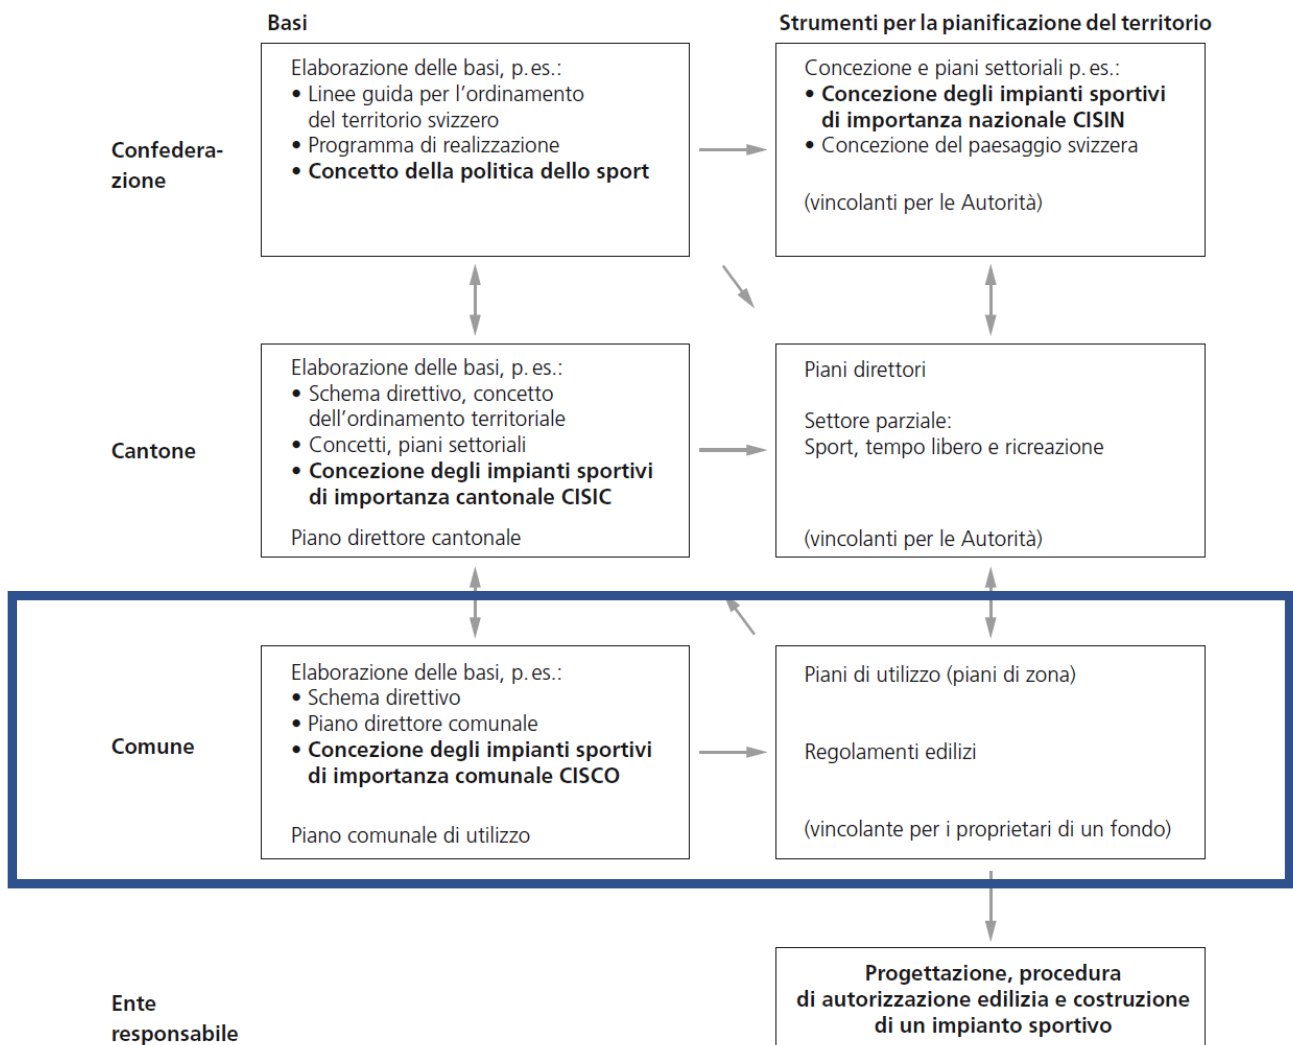 Basi
Strumenti per la pianificazione del territorio
Confedera-
zione
Elaborazione delle basi, p. es.:
• Linee guida per l'ordinamento
del territorio svizzero
• Programma di realizzazione
• Concetto della politica dello sport
Concezione e piani settoriali p. es.:
• Concezione degli impianti sportivi
di importanza nazionale CISIN
• Concezione del paesaggio svizzera
(vincolanti per le Autorità)
Cantone
Elaborazione delle basi, p. es.:
• Schema direttivo, concetto
dell'ordinamento territoriale
• Concetti, piani settoriali
• Concezione degli impianti sportivi
di importanza cantonale CISIC
Piano direttore cantonale
Piani direttori
Settore parziale:
Sport, tempo libero e ricreazione
(vincolanti per le Autorità)
Comune
Elaborazione delle basi, p. es.:
• Schema direttivo
• Piano direttore comunale
• Concezione degli impianti sportivi
di importanza comunale CISCO
Piano comunale di utilizzo
Piani di utilizzo (piani di zona)
Regolamenti edilizi
(vincolante per i proprietari di un fondo)
Ente
responsabile
Progettazione, procedura
di autorizzazione edilizia e costruzione
di un impianto sportivo